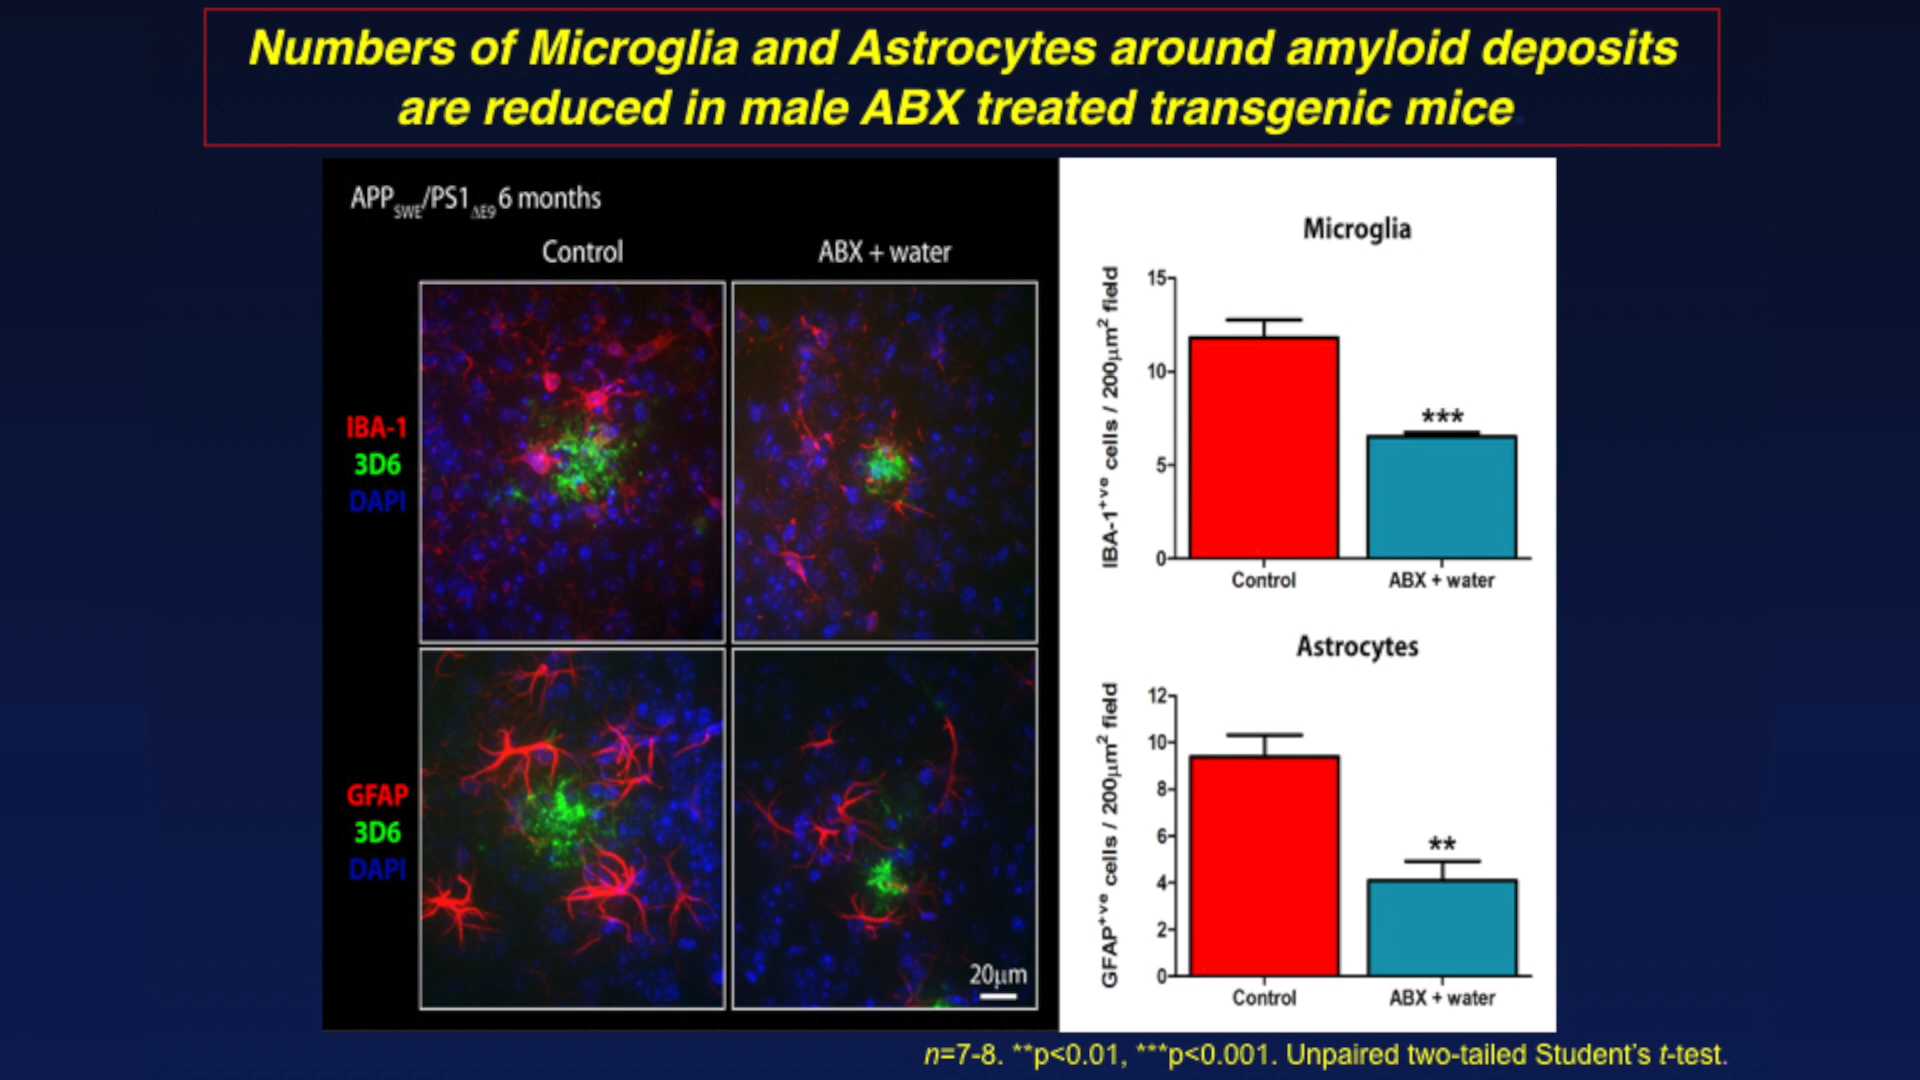 Numbers of Microglia and Astrocytes around amyloid deposits
are reduced in male ABX treated transgenic mice.
APPSWE/PS1ΔE9 6 months
Control
ABX + water
IBA-1
3D6
DAPI
GFAP
3D6
DAPI
20μm
Microglia
IBA-1+ve cells / 200μm2 field
15
10
5
0
Control
ABX + water
***
Astrocytes
GFAP+ve cells / 200μm2 field
12
10
8
6
4
2
0
Control
ABX + water
**
n=7-8. **p<0.01, ***p<0.001. Unpaired two-tailed Student’s t-test.